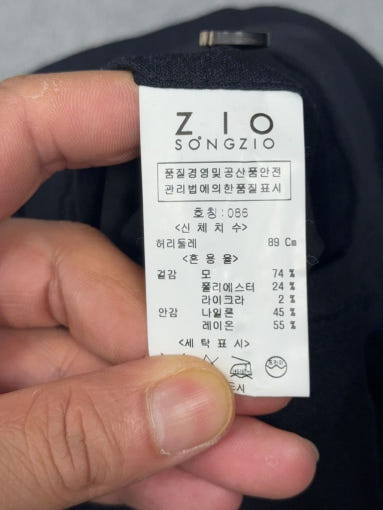 ZIO
SONGZIO
품질경영및공산품안전
관리법에의한품질표시
호칭:086
<신체치수>
허리둘레 89 Cm
<혼용율>
겉감 모 74 %
폴리에스터 24 %
라이크라 2 %
안감 나일론 45 %
레이온 55 %
<세탁표시>
드라이